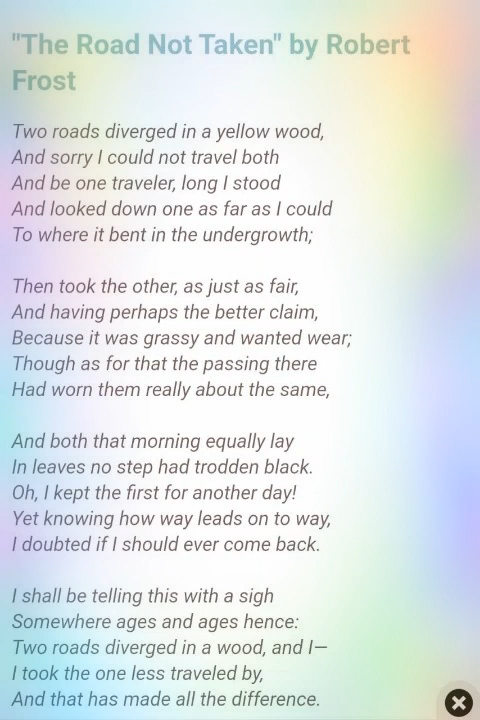 "The Road Not Taken" by Robert
Frost
Two roads diverged in a yellow wood,
And sorry I could not travel both
And be one traveler, long I stood
And looked down one as far as I could
To where it bent in the undergrowth;
Then took the other, as just as fair,
And having perhaps the better claim,
Because it was grassy and wanted wear;
Though as for that the passing there
Had worn them really about the same,
And both that morning equally lay
In leaves no step had trodden black.
Oh, I kept the first for another day!
Yet knowing how way leads on to way,
I doubted if I should ever come back.
I shall be telling this with a sigh
Somewhere ages and ages hence:
Two roads diverged in a wood, and I—
I took the one less traveled by,
And that has made all the difference.